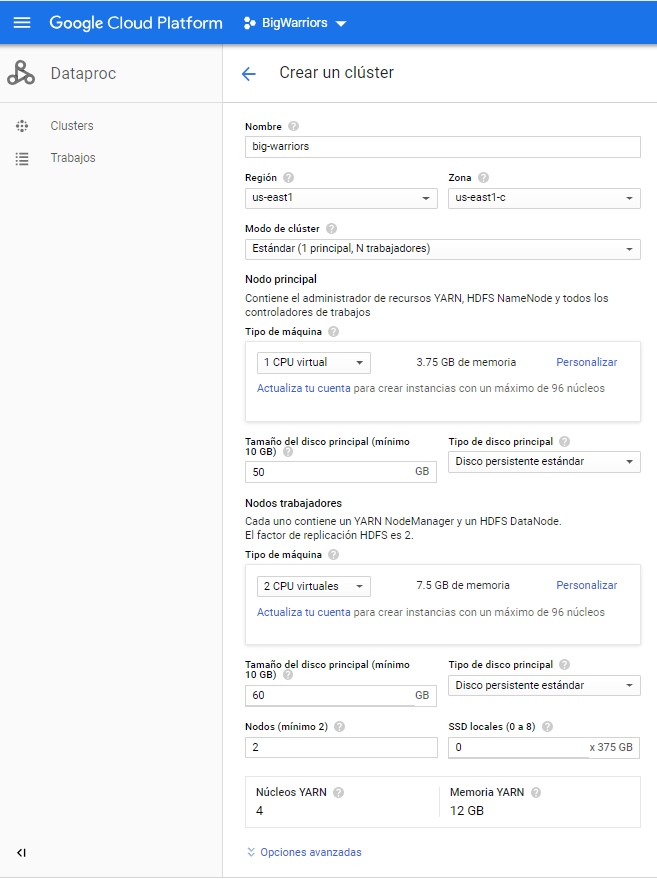 Google Cloud Platform
BigWarriors
Dataproc
Crear un clúster
Clusters
Trabajos
Nombre
big-warriors
Región
Zona
us-east1
us-east1-c
Modo de clúster
Estándar (1 principal, N trabajadores)
Nodo principal
Contiene el administrador de recursos YARN, HDFS NameNode y todos los
controladores de trabajos
Tipo de máquina
1 CPU virtual
3.75 GB de memoria
Personalizar
Actualiza tu cuenta para crear instancias con un máximo de 96 núcleos
Tamaño del disco principal (mínimo
10 GB)
Tipo de disco principal
50 GB
Disco persistente estándar
Nodos trabajadores
Cada uno contiene un YARN NodeManager y un HDFS DataNode.
El factor de replicación HDFS es 2.
Tipo de máquina
2 CPU virtuales
7.5 GB de memoria
Personalizar
Actualiza tu cuenta para crear instancias con un máximo de 96 núcleos
Tamaño del disco principal (mínimo
10 GB)
Tipo de disco principal
60 GB
Disco persistente estándar
Nodos (mínimo 2)
SSD locales (0 a 8)
2
0 x 375 GB
Núcleos YARN
Memoria YARN
4
12 GB
Opciones avanzadas